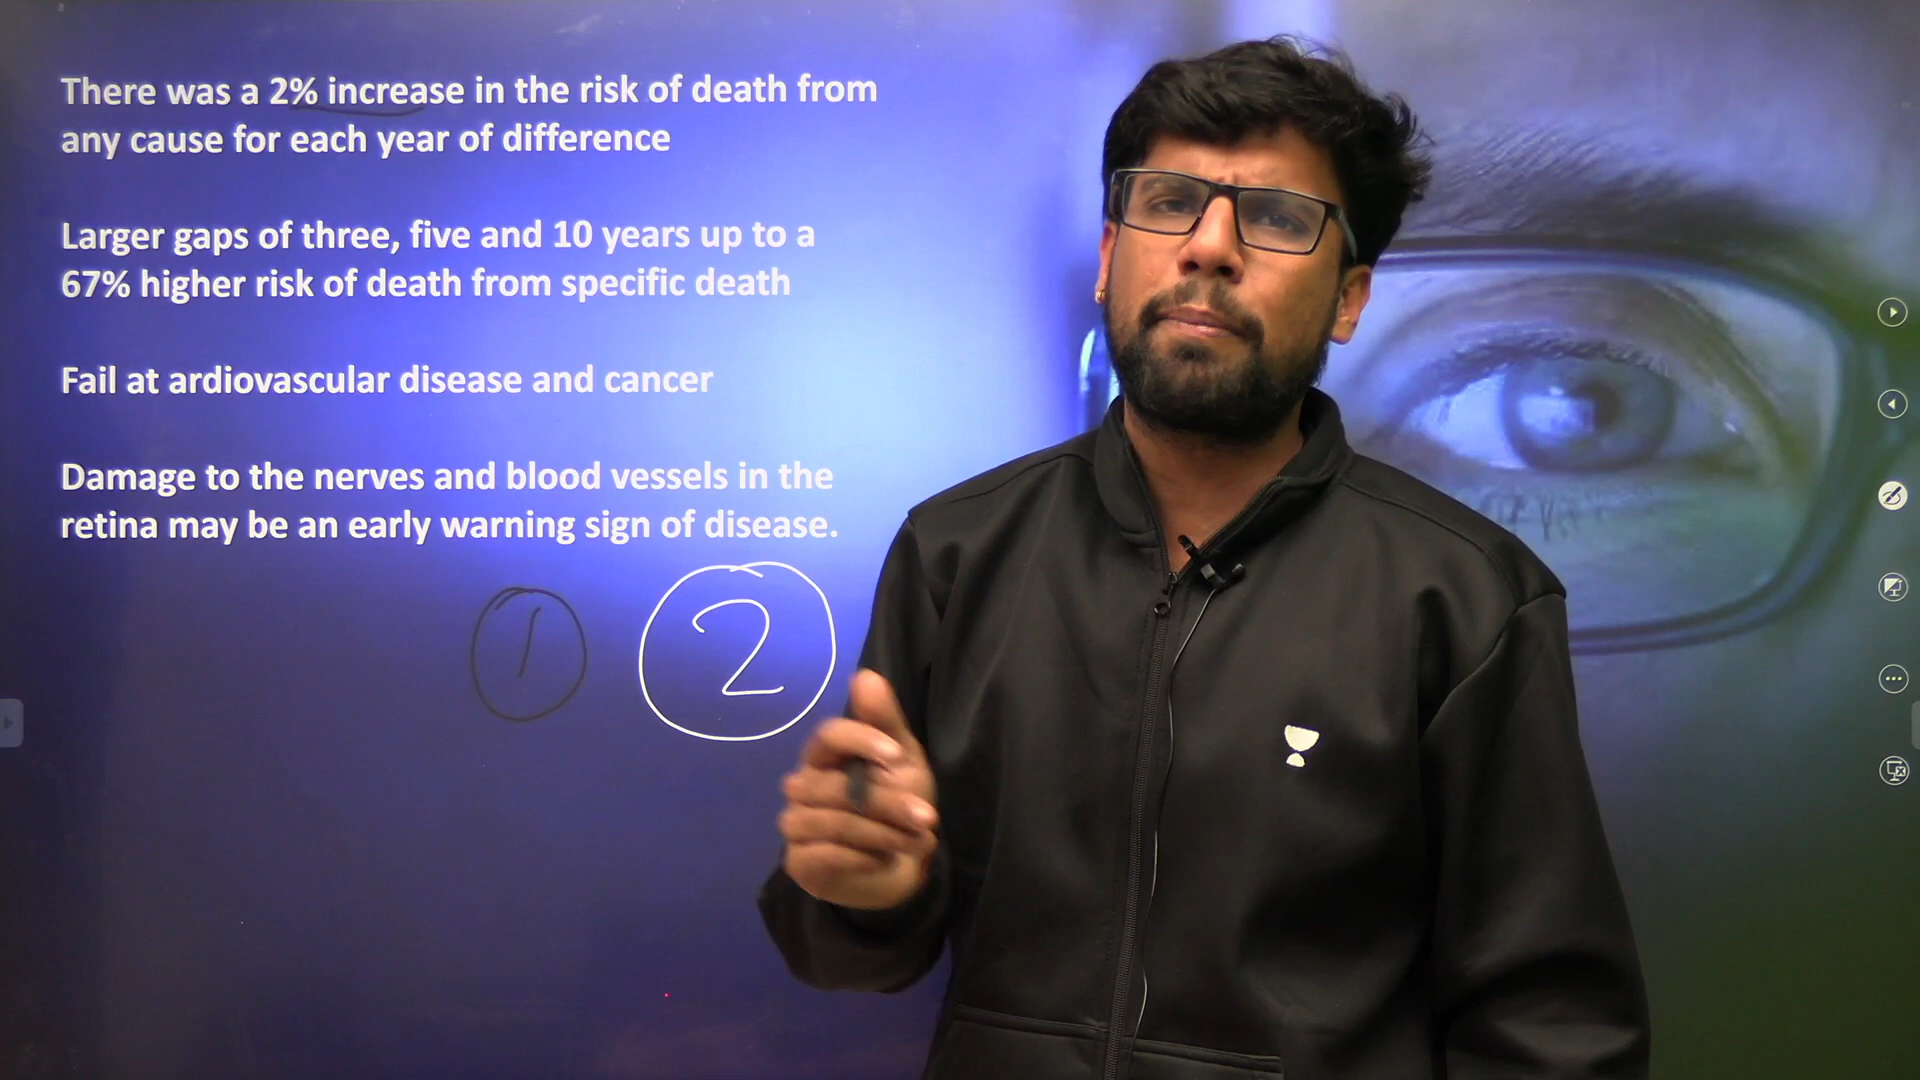 There was a 2% increase in the risk of death from
any cause for each year of difference
Larger gaps of three, five and 10 years up to a
67% higher risk of death from specific death
Fail at ardiovascular disease and cancer
Damage to the nerves and blood vessels in the
retina may be an early warning sign of disease.
1 2